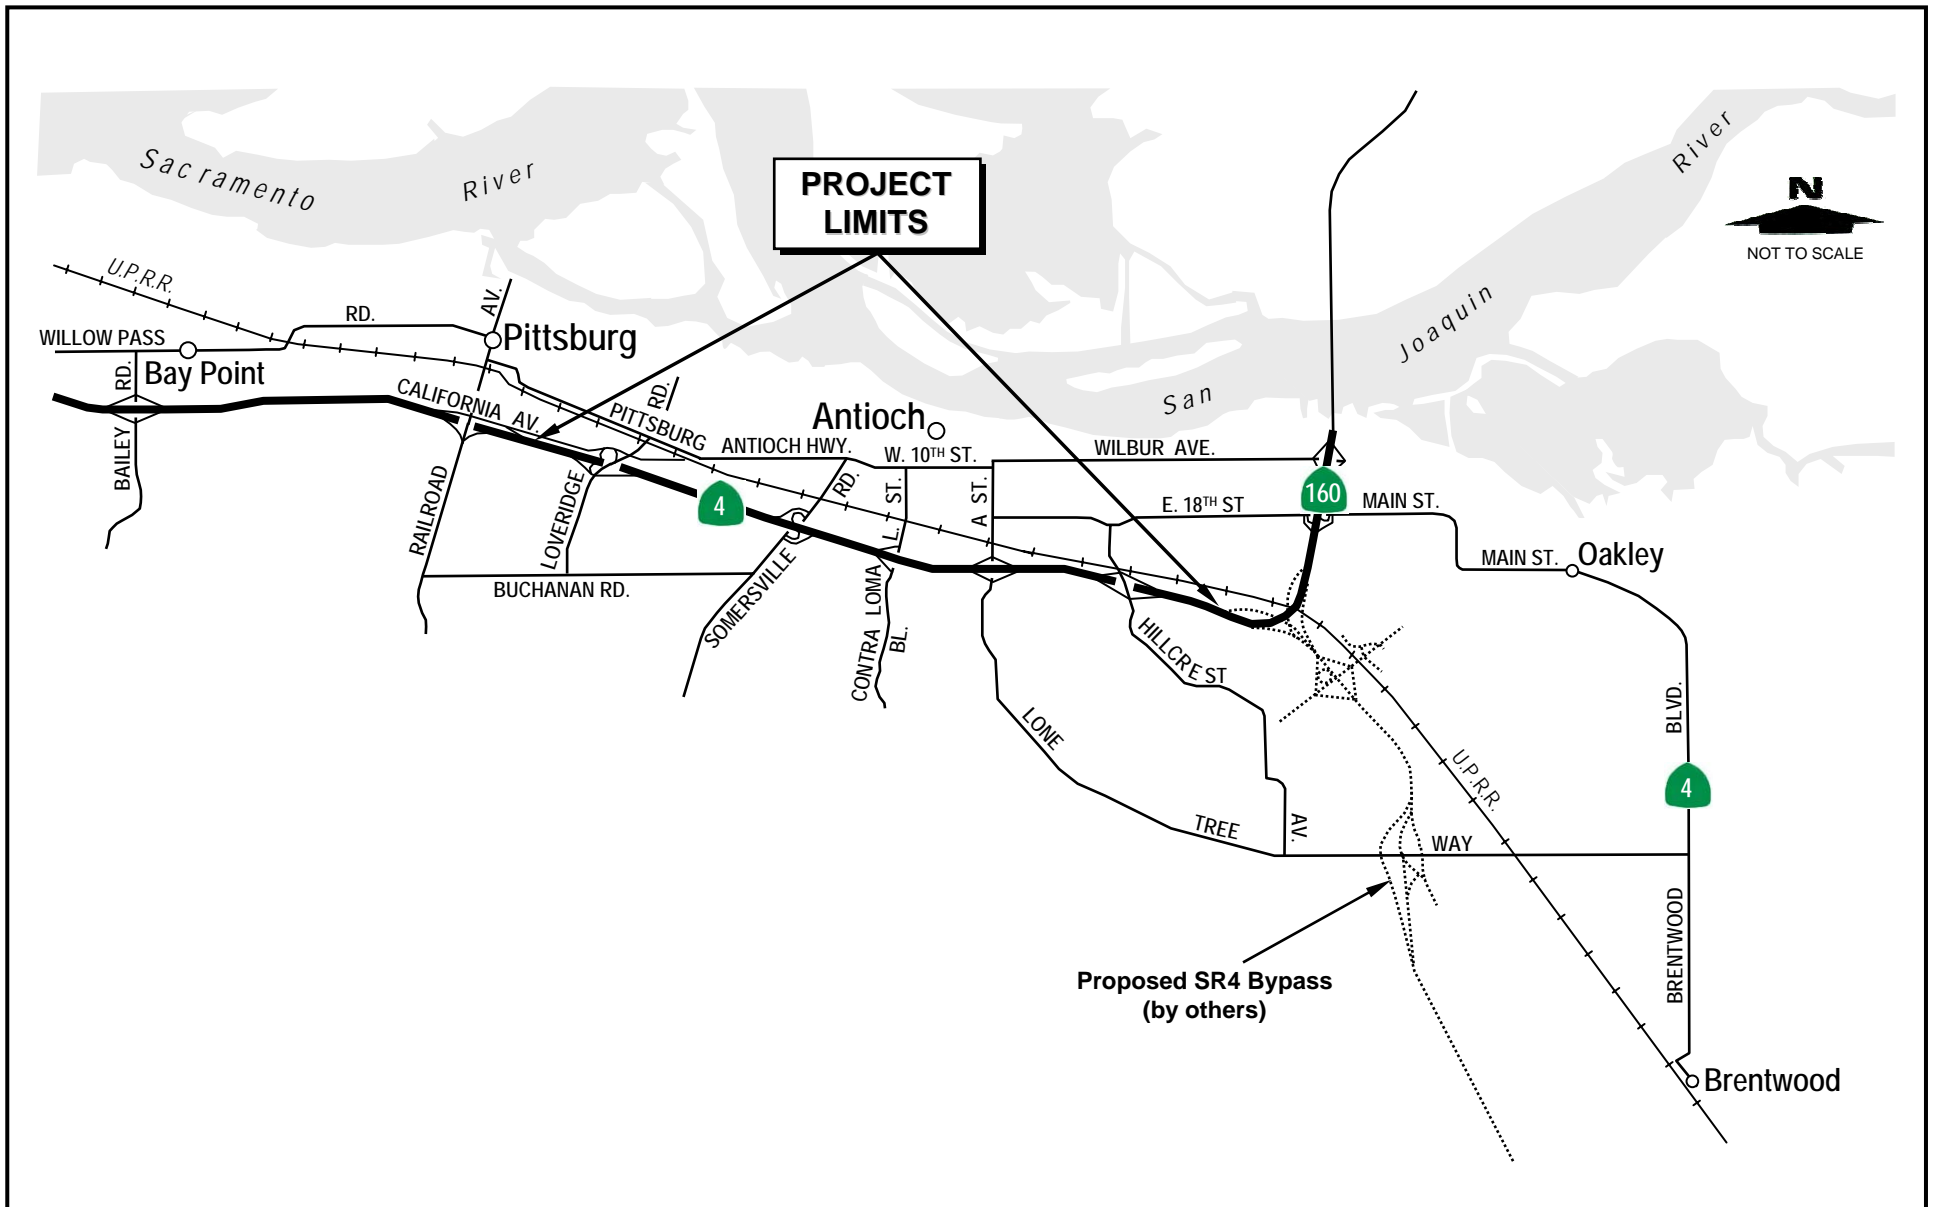 Sacramento
River
River
PROJECT
LIMITS
N
NOT TO SCALE
U.P.R.R.
AV.
RD.
WILLOW PASS
Pittsburg
Joaquin
Bay Point
RD.
RD.
CALIFORNIA AV.
San
PITTSBURG
ANTIOCH HWY.
Antioch
W. 10TH ST.
WILBUR AVE.
BAILEY
RAILROAD
LOVERIDGE
4
RD.
L. ST.
A ST.
E. 18TH ST
160
MAIN ST.
MAIN ST.
Oakley
BUCHANAN RD.
SOMERSVILLE
CONTRA LOMA
BL.
HILLCREST
LONE
BLVD.
U.P.R.R.
4
TREE
AV.
WAY
BRENTWOOD
Proposed SR4 Bypass
(by others)
Brentwood